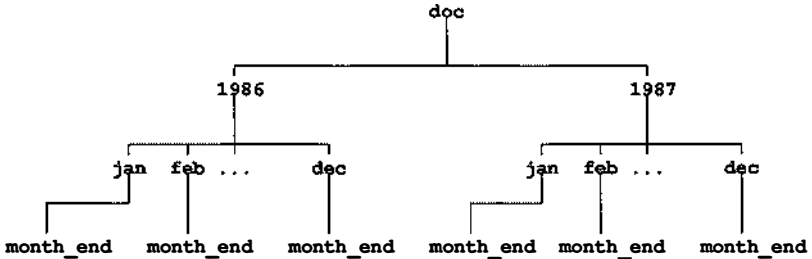 doc
1986 1987
jan feb ... dec jan feb ... dec
month_end month_end month_end month_end month_end month_end